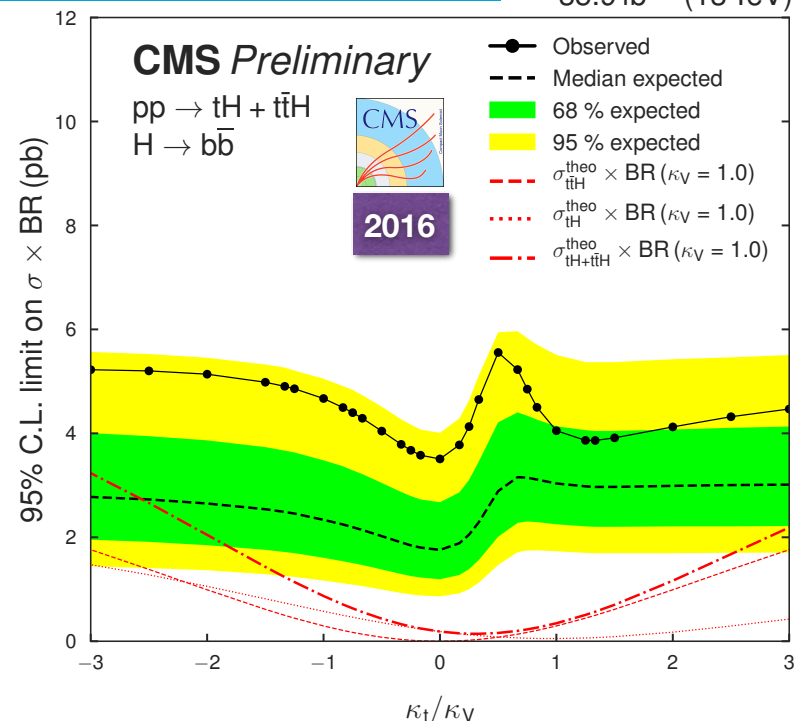 CMS Preliminary
pp → tH + tt̄H
H → bb̄
CMS
2016
Observed
Median expected
68 % expected
95 % expected
σ^theo_tt̄H × BR (κ_V = 1.0)
σ^theo_tH × BR (κ_V = 1.0)
σ^theo_tH+tt̄H × BR (κ_V = 1.0)
95% C.L. limit on σ × BR (pb)
12
10
8
6
4
2
0
−3 −2 −1 0 1 2 3
κ_t/κ_V